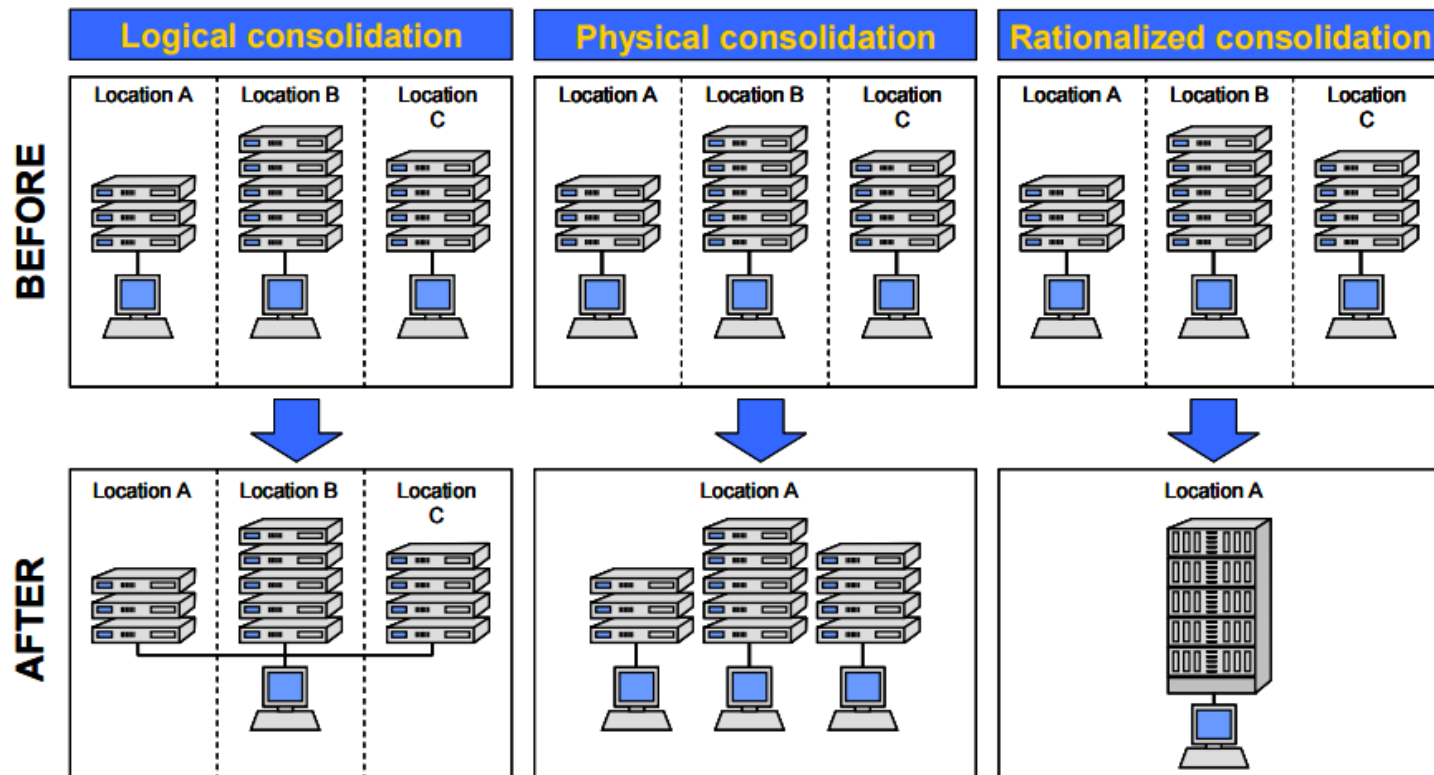 Logical consolidation
Physical consolidation
Rationalized consolidation
BEFORE
Location A
Location B
Location
C
Location A
Location B
Location
C
Location A
Location B
Location
C
AFTER
Location A
Location B
Location
C
Location A
Location A